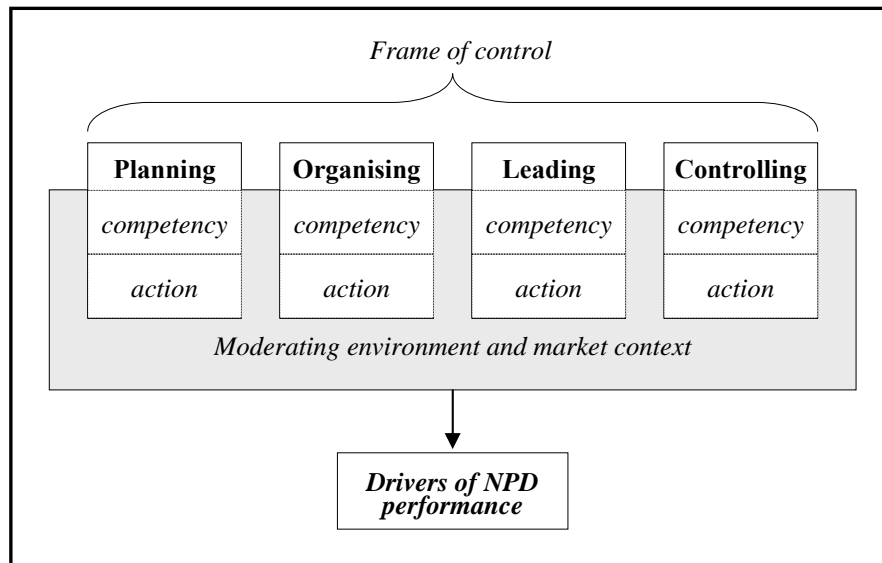 Frame of control
Planning Organising Leading Controlling
competency competency competency competency
action action action action
Moderating environment and market context
Drivers of NPD
performance